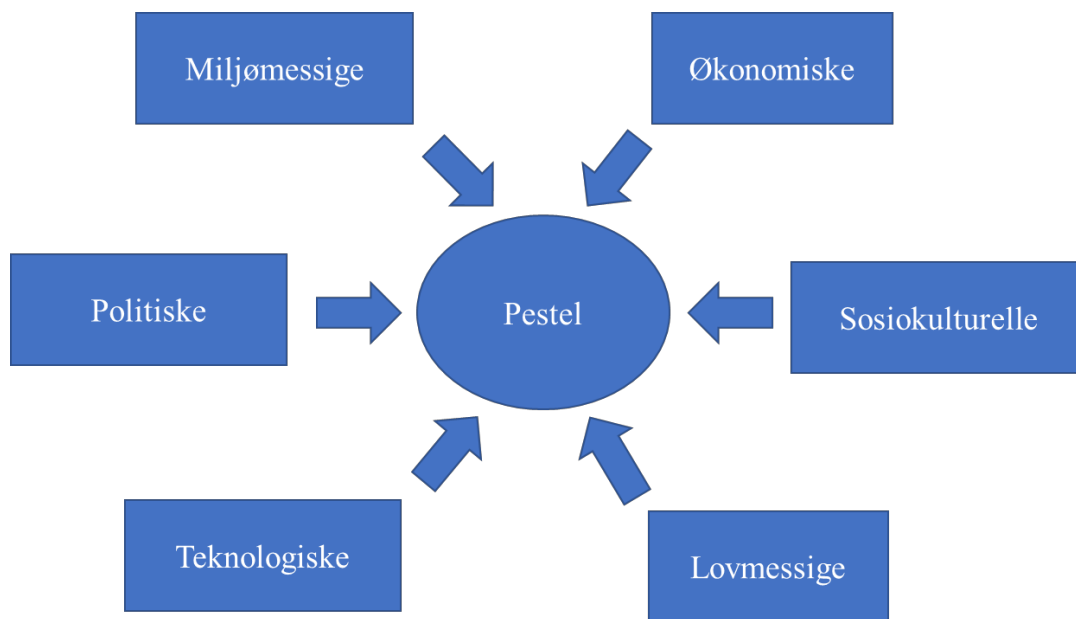 Miljømessige
Økonomiske
Politiske
Pestel
Sosiokulturelle
Teknologiske
Lovmessige